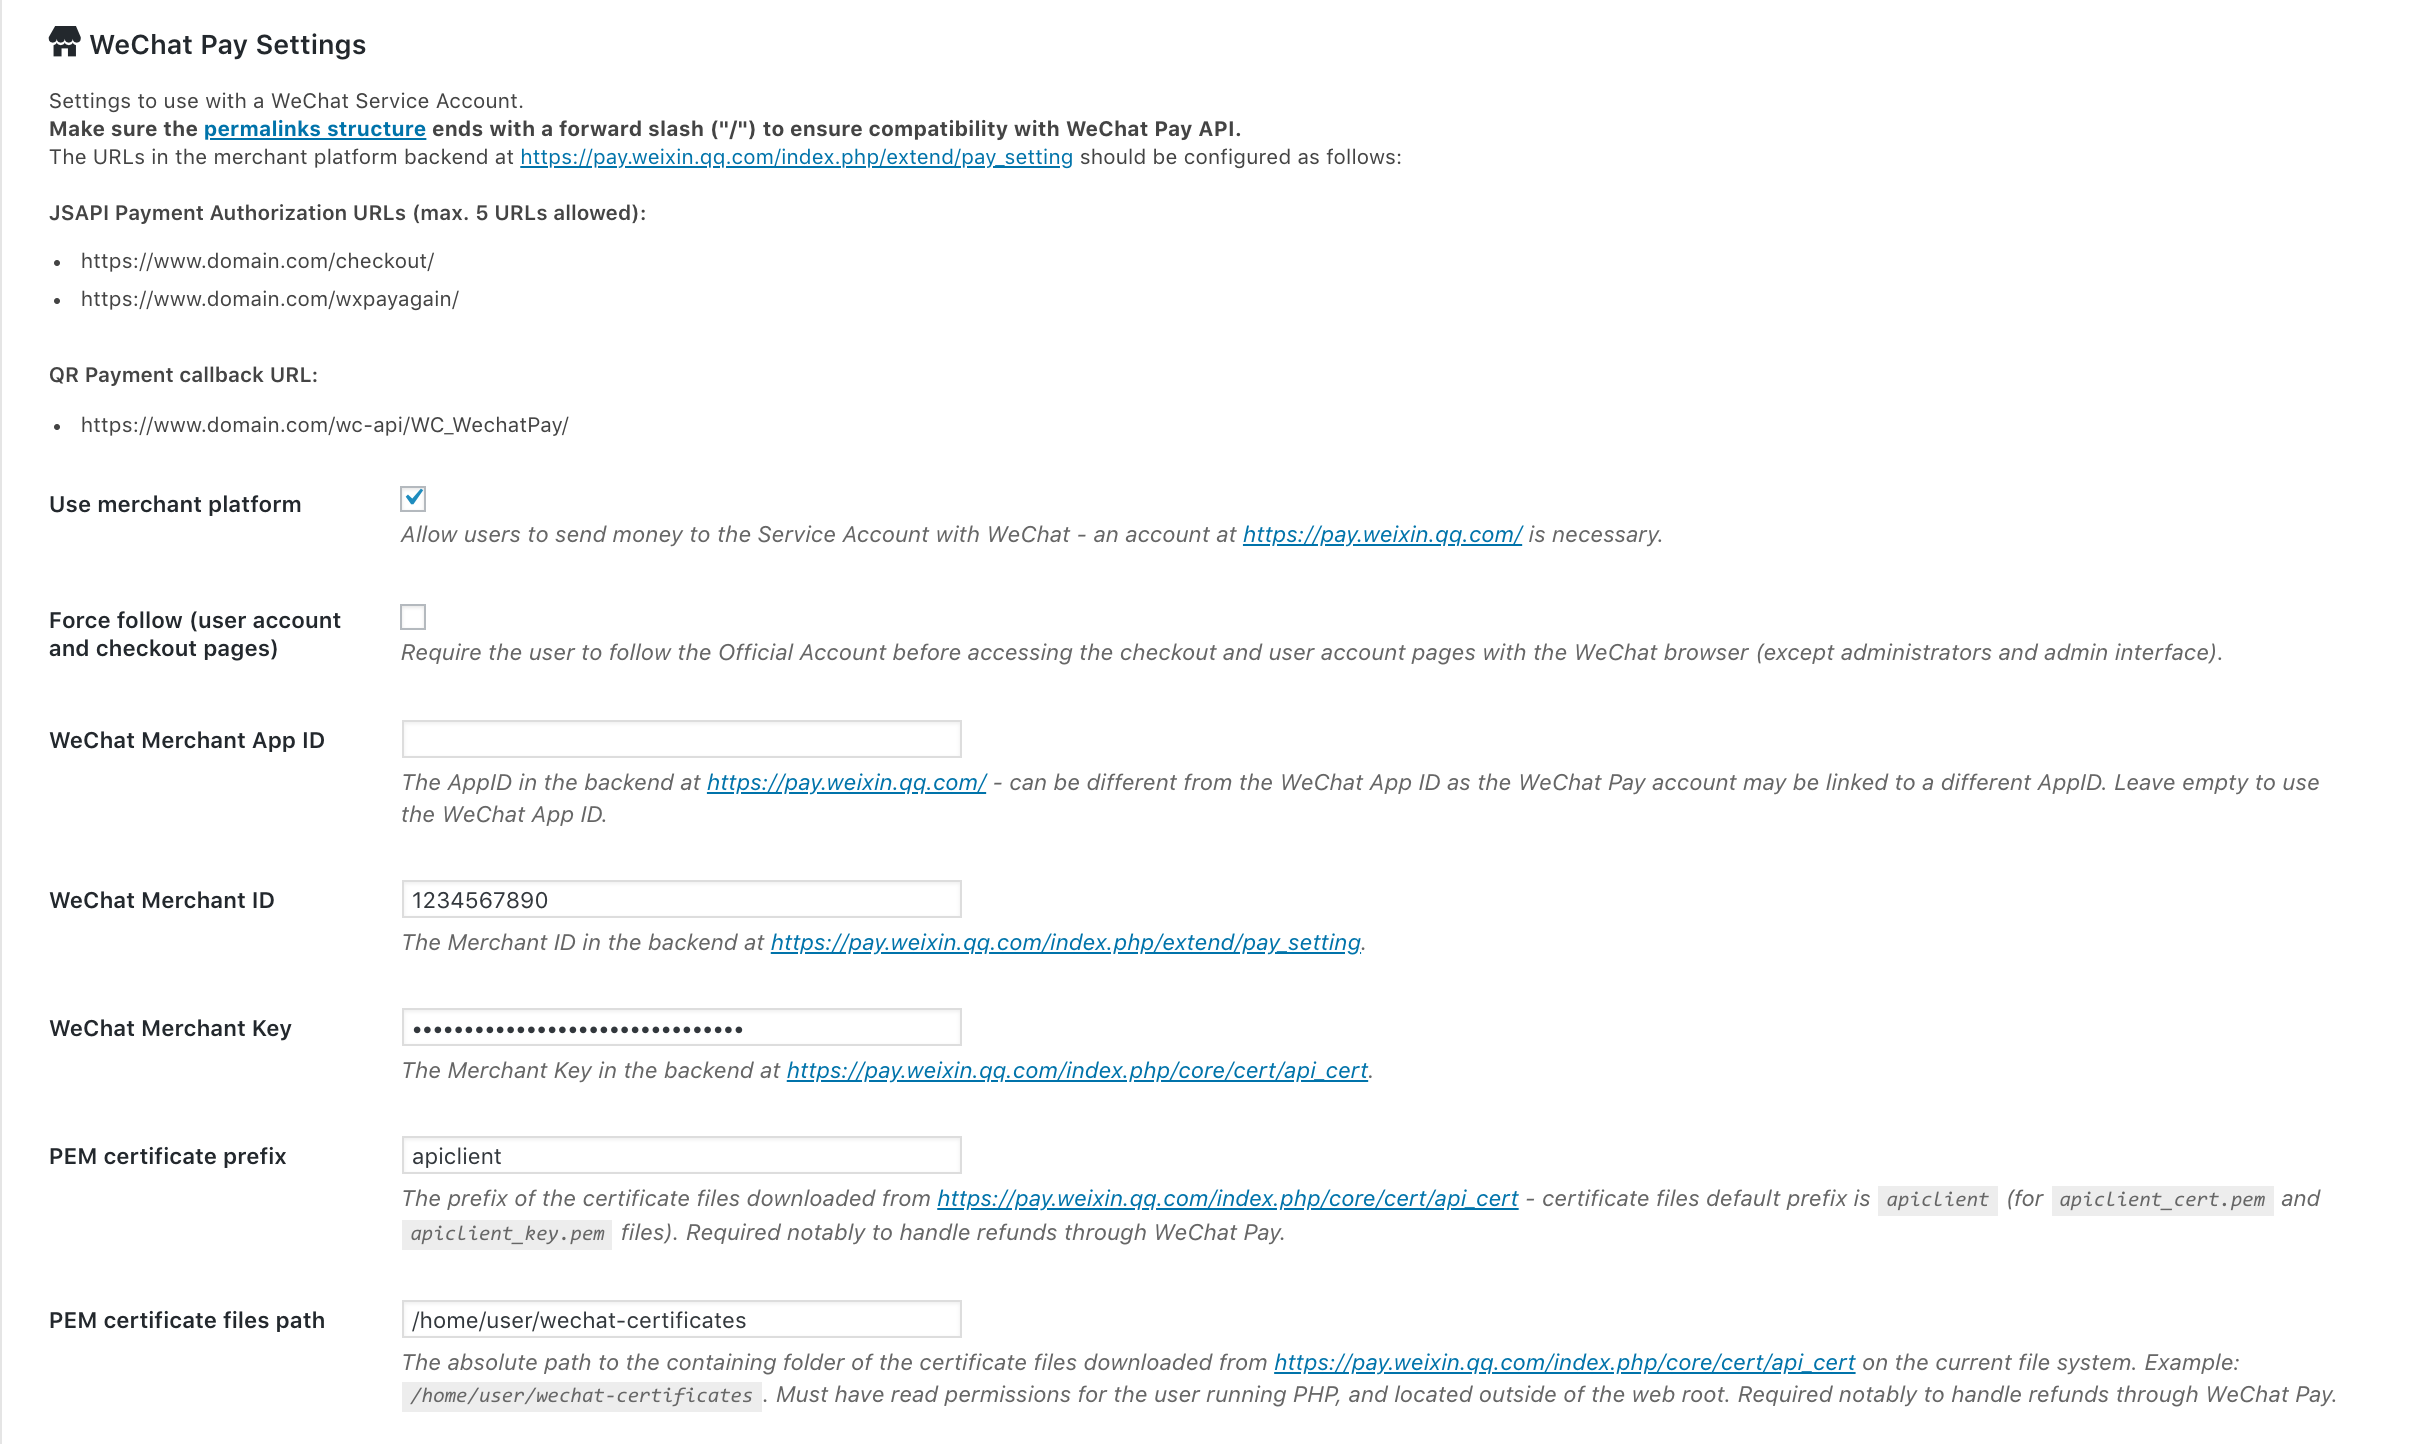 WeChat Pay Settings
Settings to use with a WeChat Service Account.
Make sure the permalinks structure ends with a forward slash ("/") to ensure compatibility with WeChat Pay API.
The URLs in the merchant platform backend at https://pay.weixin.qq.com/index.php/extend/pay_setting should be configured as follows:
JSAPI Payment Authorization URLs (max. 5 URLs allowed):
• https://www.domain.com/checkout/
• https://www.domain.com/wxpayagain/
QR Payment callback URL:
• https://www.domain.com/wc-api/WC_WechatPay/
Use merchant platform
Allow users to send money to the Service Account with WeChat - an account at https://pay.weixin.qq.com/ is necessary.
Force follow (user account
and checkout pages)
Require the user to follow the Official Account before accessing the checkout and user account pages with the WeChat browser (except administrators and admin interface).
WeChat Merchant App ID
The AppID in the backend at https://pay.weixin.qq.com/ - can be different from the WeChat App ID as the WeChat Pay account may be linked to a different AppID. Leave empty to use
the WeChat App ID.
WeChat Merchant ID
1234567890
The Merchant ID in the backend at https://pay.weixin.qq.com/index.php/extend/pay_setting.
WeChat Merchant Key
••••••••••••••••••••••••••••••••
The Merchant Key in the backend at https://pay.weixin.qq.com/index.php/core/cert/api_cert.
PEM certificate prefix
apiclient
The prefix of the certificate files downloaded from https://pay.weixin.qq.com/index.php/core/cert/api_cert - certificate files default prefix is apiclient (for apiclient_cert.pem and
apiclient_key.pem files). Required notably to handle refunds through WeChat Pay.
PEM certificate files path
/home/user/wechat-certificates
The absolute path to the containing folder of the certificate files downloaded from https://pay.weixin.qq.com/index.php/core/cert/api_cert on the current file system. Example:
/home/user/wechat-certificates . Must have read permissions for the user running PHP, and located outside of the web root. Required notably to handle refunds through WeChat Pay.